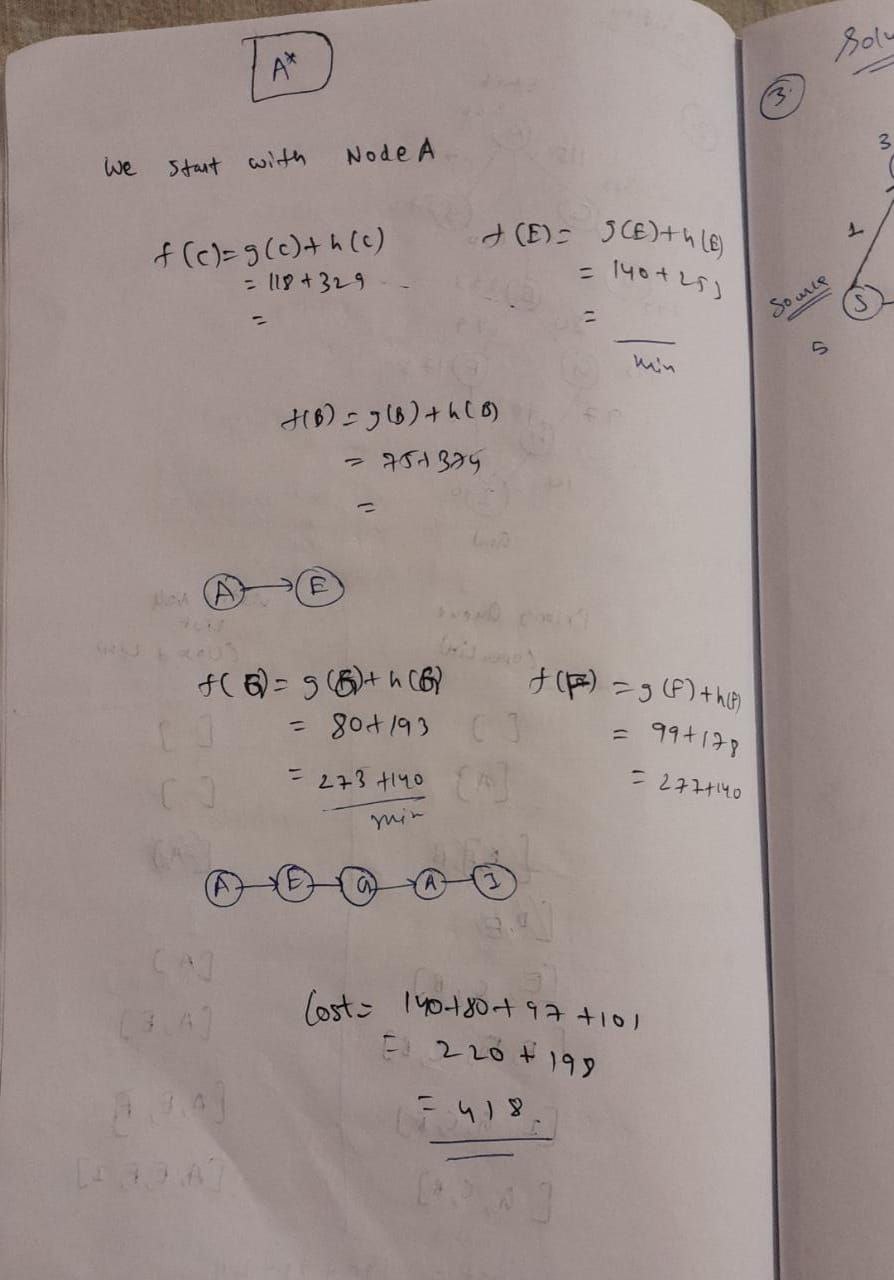 A*
We start with Node A
f(C)=g(C)+h(C)
= 118+329
=
f(E)= g(E)+h(E)
= 140+253
=
min
f(B)=g(B)+h(B)
= 75+374
=
A → E
f(G)= g(G)+h(G)
= 80+193
= 273+140
min
f(F) = g(F)+h(F)
= 99+178
= 277+140
A → E → G → A → I
Cost= 140+80+97+101
= 220+198
= 418
3
3
1
Source
S
5